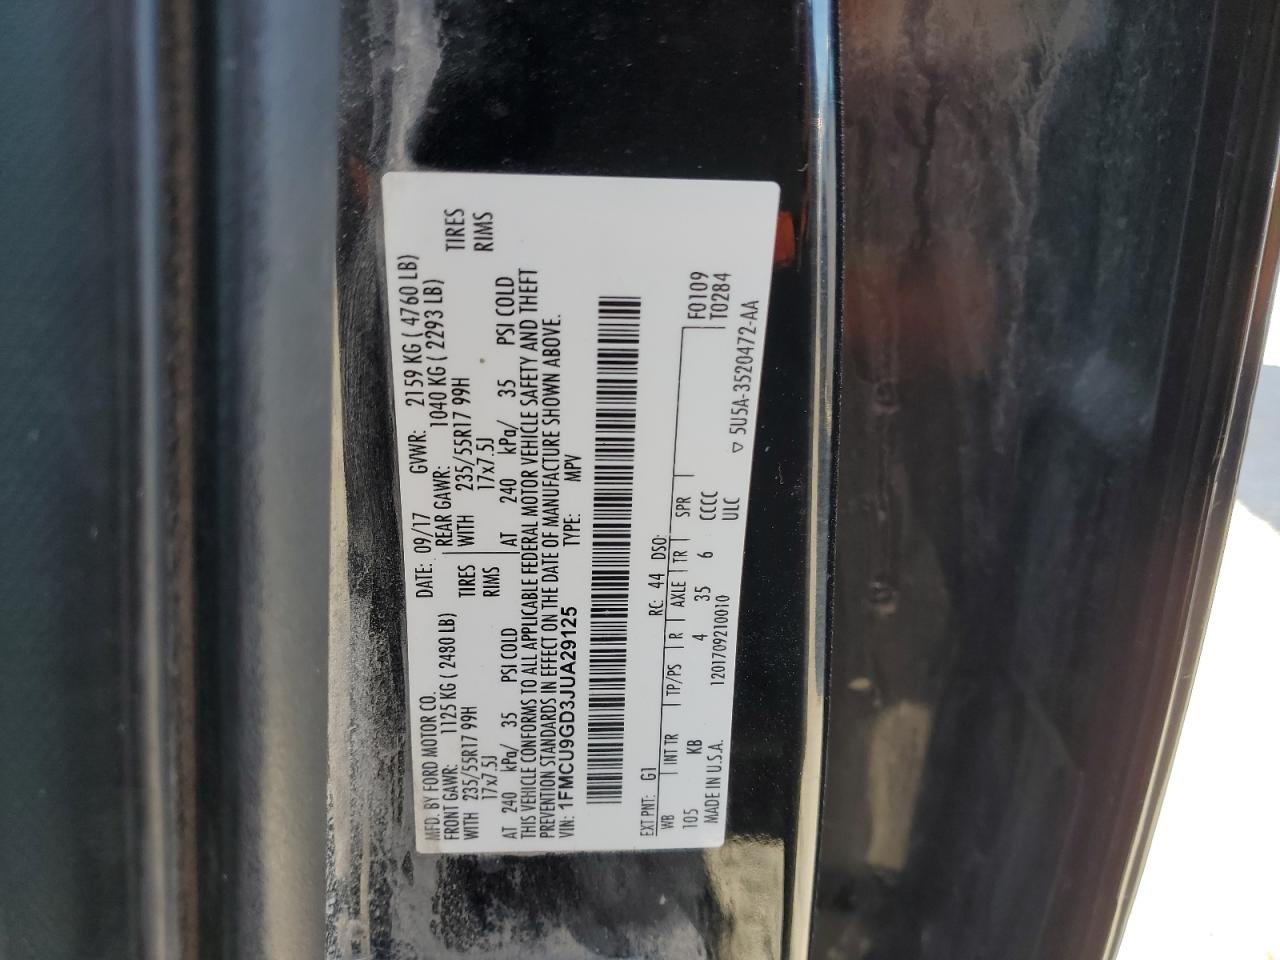 MFD. BY FORD MOTOR CO.
DATE: 09/17 GVWR: 2159 KG ( 4760 LB)
FRONT GAWR: 1125 KG ( 2480 LB) REAR GAWR: 1040 KG ( 2293 LB)
WITH 235/55R17 99H TIRES WITH 235/55R17 99H TIRES
17x7.5J RIMS 17x7.5J RIMS
AT 240 kPa/ 35 PSI COLD AT 240 kPa/ 35 PSI COLD
THIS VEHICLE CONFORMS TO ALL APPLICABLE FEDERAL MOTOR VEHICLE SAFETY AND THEFT
PREVENTION STANDARDS IN EFFECT ON THE DATE OF MANUFACTURE SHOWN ABOVE.
VIN: 1FMCU9GD3JUA29125 TYPE: MPV
EXT PNT: G1 RC: 44 DSO: F0109
WB INT TR TP/PS R AXLE TR SPR T0284
105 KB 4 35 6 CCCC
MADE IN U.S.A. 1201709210010 ULC
▽ 5U5A-3520472-AA